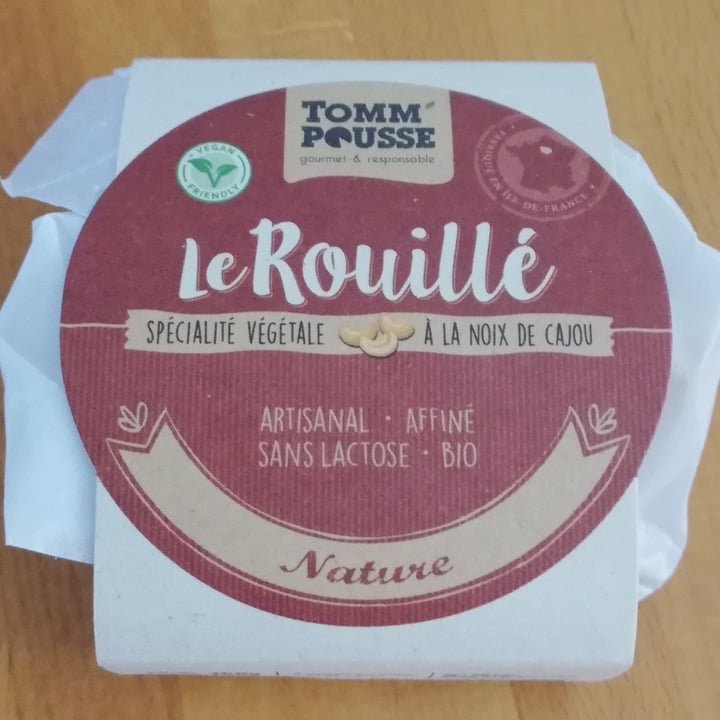 TOMM'
POUSSE
gourmet & responsable
VEGAN
FRIENDLY
FABRIQUÉ EN ÎLE-DE-FRANCE
Le Rouillé
SPÉCIALITÉ VÉGÉTALE À LA NOIX DE CAJOU
ARTISANAL · AFFINÉ
SANS LACTOSE · BIO
Nature